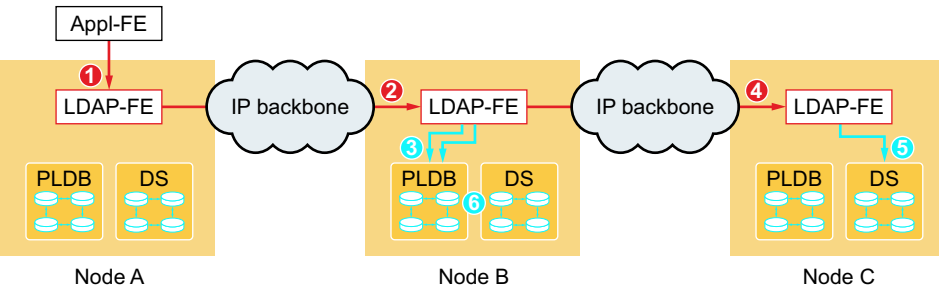 Appl-FE
1
LDAP-FE
IP backbone
2
LDAP-FE
IP backbone
4
LDAP-FE
3
5
PLDB
DS
PLDB
6
DS
PLDB
DS
Node A
Node B
Node C